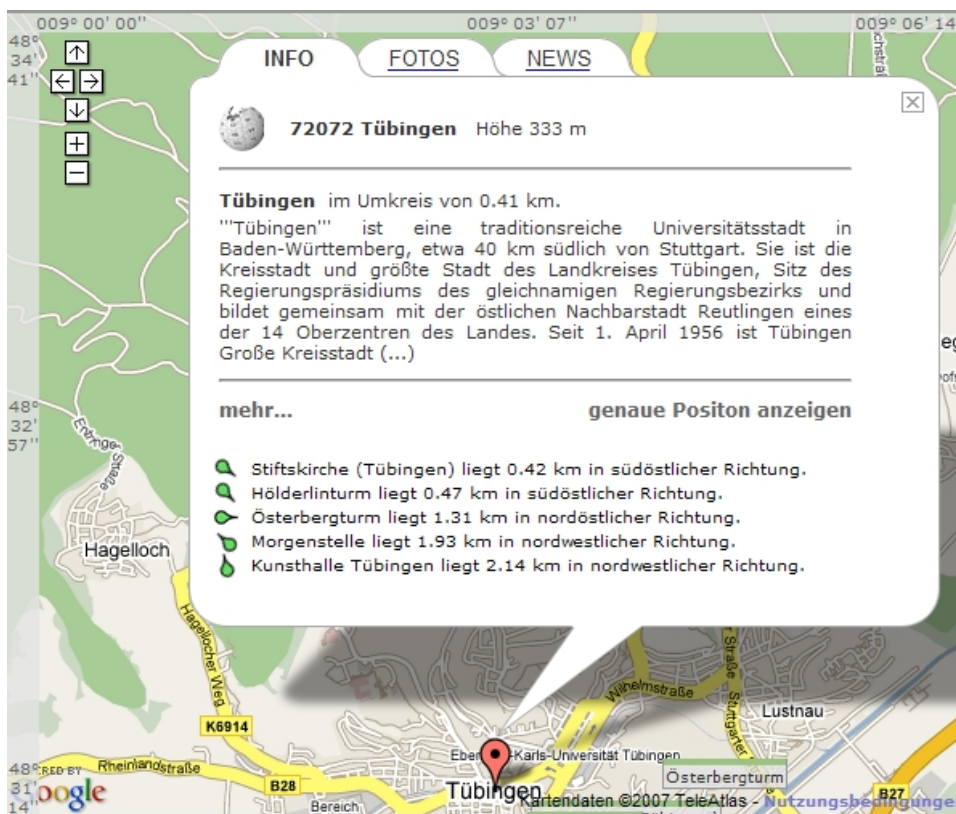 009° 00' 00" 009° 03' 07" 009° 06' 14
48°
34'
41"
INFO FOTOS NEWS
72072 Tübingen Höhe 333 m
Tübingen im Umkreis von 0.41 km.
'''Tübingen''' ist eine traditionsreiche Universitätsstadt in
Baden-Württemberg, etwa 40 km südlich von Stuttgart. Sie ist die
Kreisstadt und größte Stadt des Landkreises Tübingen, Sitz des
Regierungspräsidiums des gleichnamigen Regierungsbezirks und
bildet gemeinsam mit der östlichen Nachbarstadt Reutlingen eines
der 14 Oberzentren des Landes. Seit 1. April 1956 ist Tübingen
Große Kreisstadt (...)
mehr... genaue Positon anzeigen
48°
32'
57"
Stiftskirche (Tübingen) liegt 0.42 km in südöstlicher Richtung.
Hölderlinturm liegt 0.47 km in südöstlicher Richtung.
Österbergturm liegt 1.31 km in nordöstlicher Richtung.
Morgenstelle liegt 1.93 km in nordwestlicher Richtung.
Kunsthalle Tübingen liegt 2.14 km in nordwestlicher Richtung.
Straße
Hagelloch
Hagellocher Weg
Wilhelmstraße
Stuttgarter Straße
Lustnau
K6914
-Karls-Universität Tübingen
48°
31'
14"
Rheinlandstraße
B28
Bereich
Tübingen
Österbergturm
B27
Kartendaten ©2007 TeleAtlas - Nutzungsbedingunge